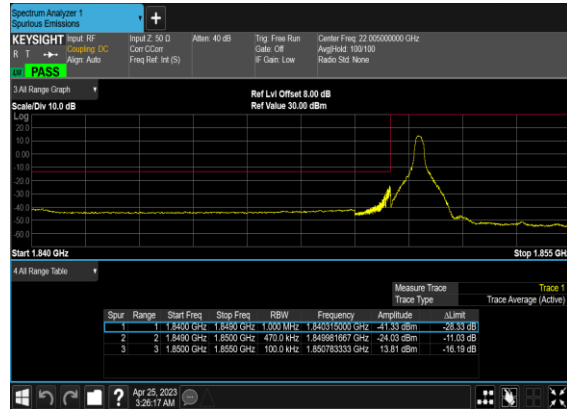 Spectrum Analyzer 1
Spurious Emissions
+
KEYSIGHT Input: RF Input Z: 50 Ω Atten: 40 dB Trig: Free Run Center Freq: 22.005000000 GHz
R T Coupling: DC Corr CCorr Gate: Off Avg|Hold: 100/100
Align: Auto Freq Ref: Int (S) IF Gain: Low Radio Std: None
PASS
3 All Range Graph Ref Lvl Offset 8.00 dB
Scale/Div 10.0 dB Ref Value 30.00 dBm
Log
20.0
10.0
0.00
-10.0
-20.0
-30.0
-40.0
-50.0
-60.0
Start 1.840 GHz Stop 1.855 GH
4 All Range Table
Measure Trace Trace 1
Trace Type Trace Average (Active)
Spur Range Start Freq Stop Freq RBW Frequency Amplitude ΔLimit
1 1 1.8400 GHz 1.8490 GHz 1.000 MHz 1.840315000 GHz -41.33 dBm -28.33 dB
2 2 1.8490 GHz 1.8500 GHz 470.0 kHz 1.849981667 GHz -24.03 dBm -11.03 dB
3 3 1.8500 GHz 1.8550 GHz 100.0 kHz 1.850783333 GHz 13.81 dBm -16.19 dB
? Apr 25, 2023
3:26:17 AM